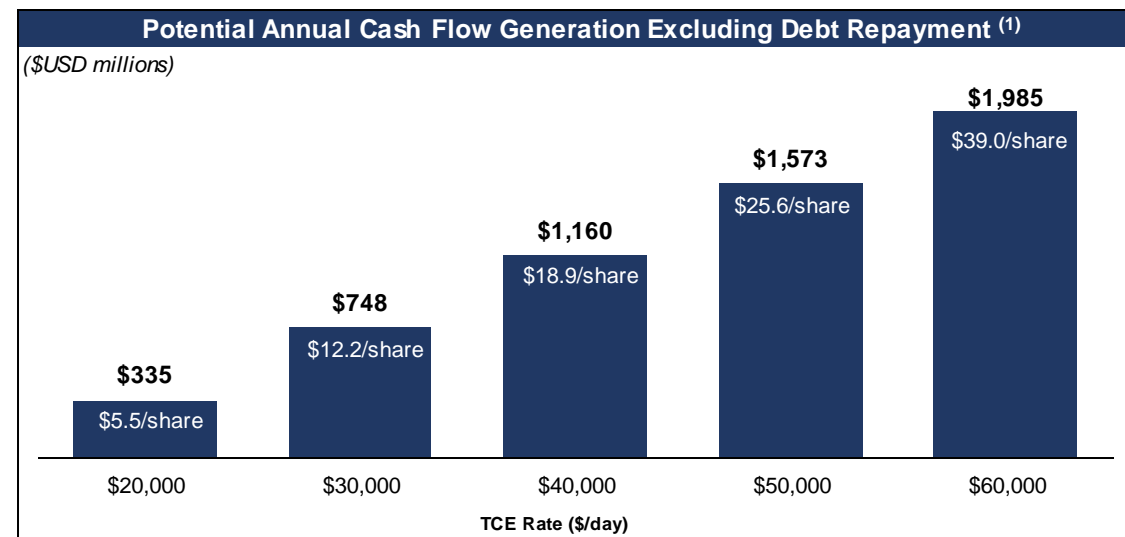 Potential Annual Cash Flow Generation Excluding Debt Repayment (1)
($USD millions)
$1,985
$39.0/share
$1,573
$25.6/share
$1,160
$18.9/share
$748
$12.2/share
$335
$5.5/share
$20,000 $30,000 $40,000 $50,000 $60,000
TCE Rate ($/day)